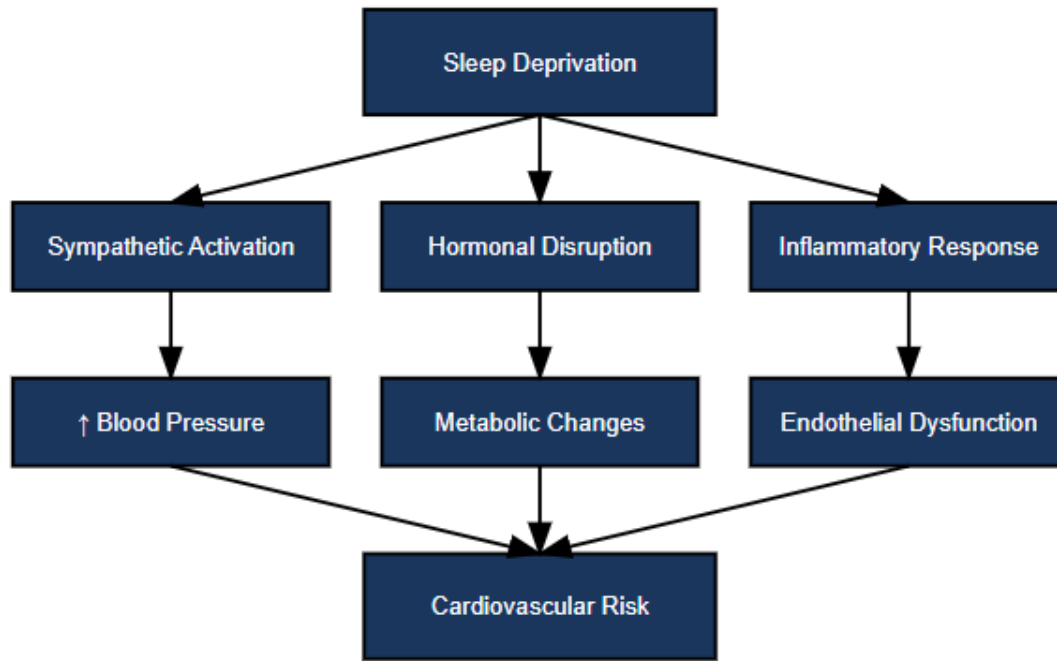 Sleep Deprivation
Sympathetic Activation
Hormonal Disruption
Inflammatory Response
↑ Blood Pressure
Metabolic Changes
Endothelial Dysfunction
Cardiovascular Risk